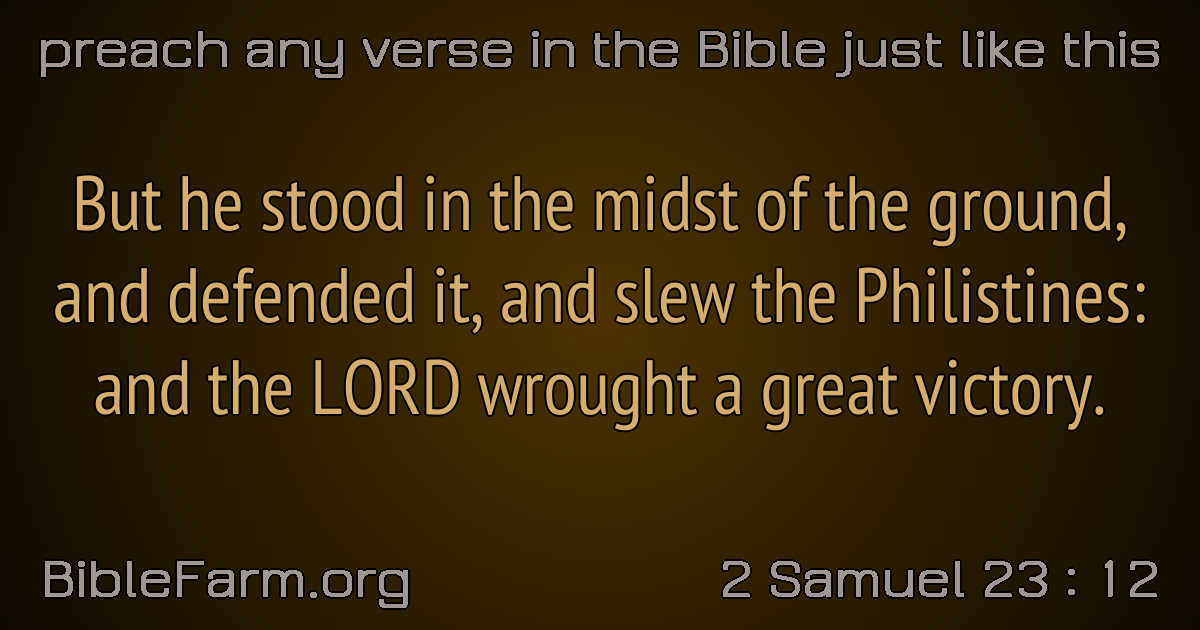 preach any verse in the Bible just like this
But he stood in the midst of the ground,
and defended it, and slew the Philistines:
and the LORD wrought a great victory.
BibleFarm.org
2 Samuel 23 : 12